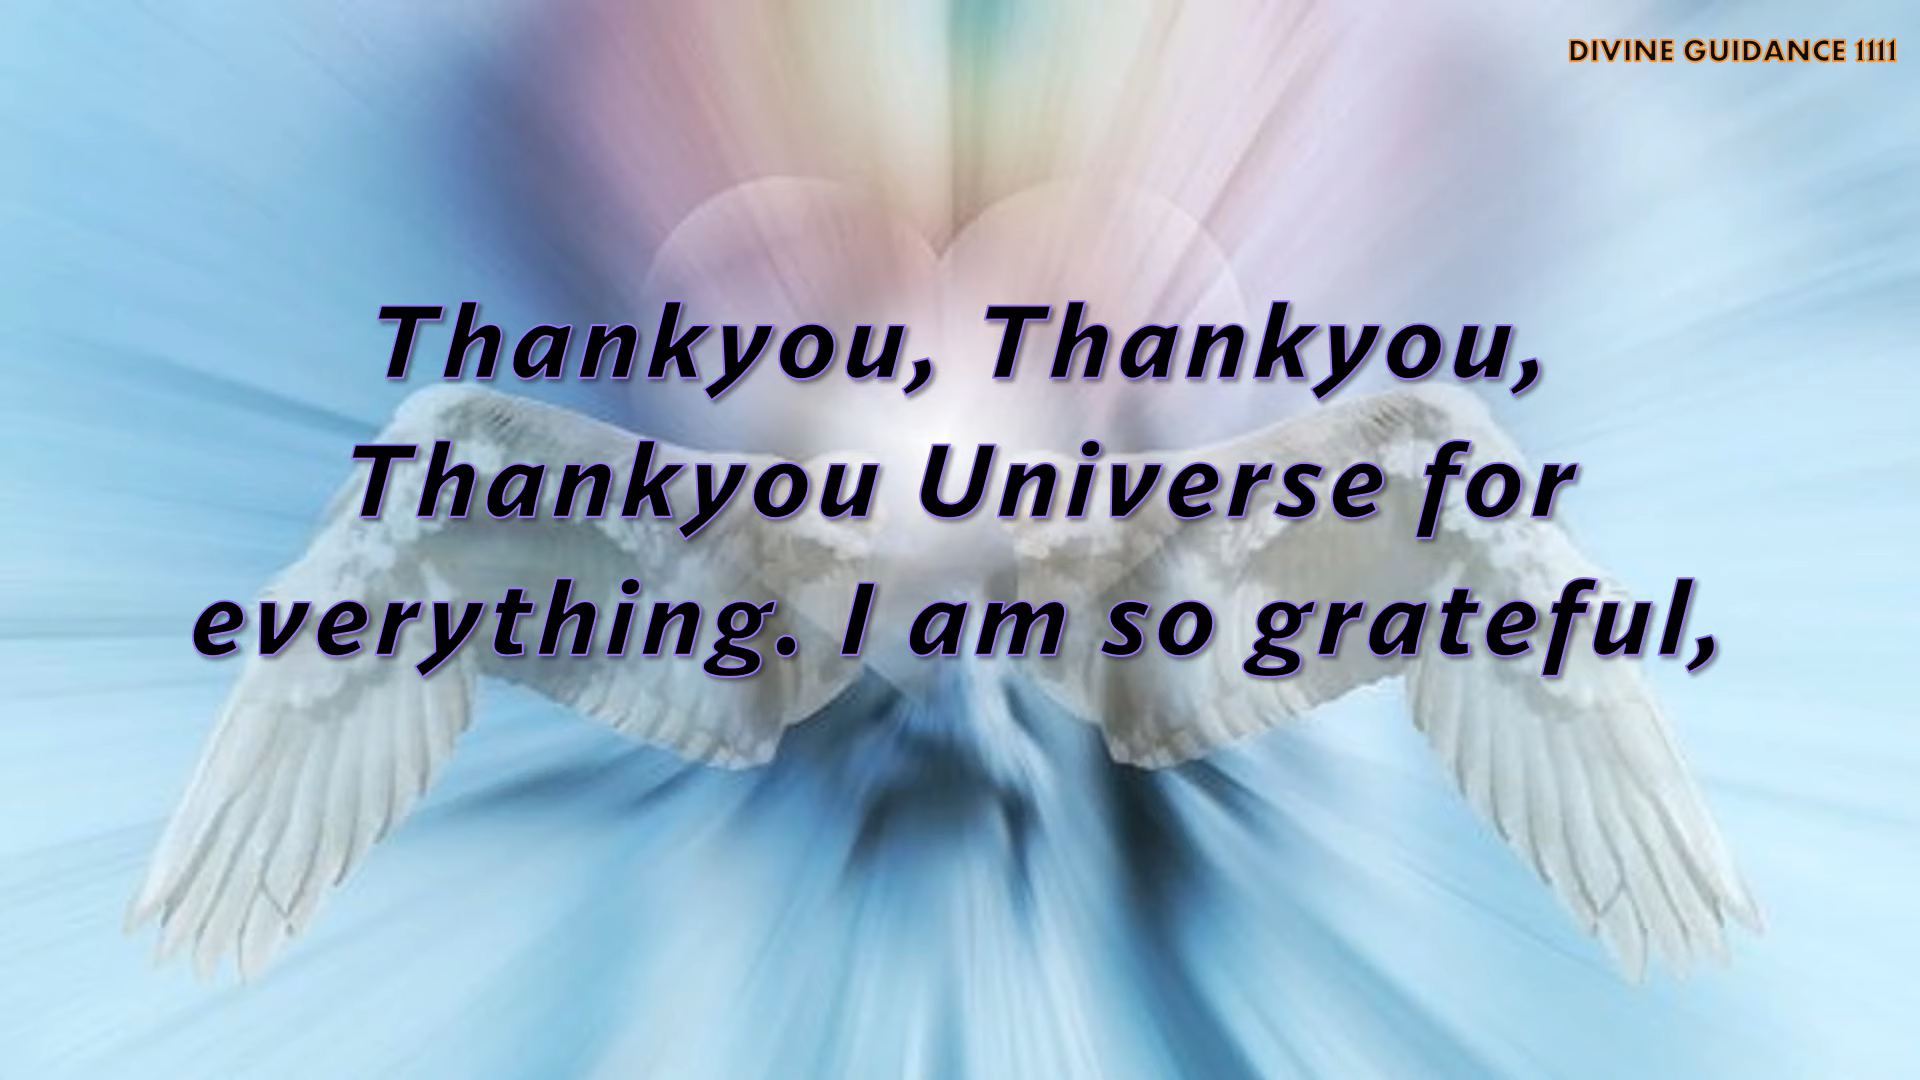 DIVINE GUIDANCE 1111
Thankyou, Thankyou,
Thankyou Universe for
everything. I am so grateful,